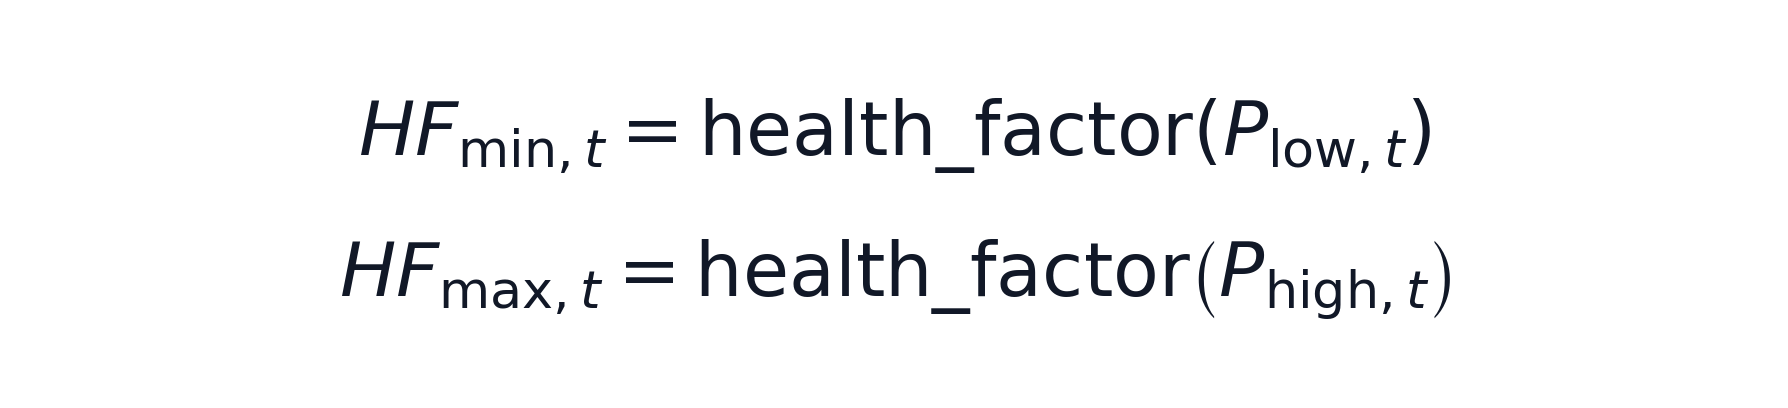 HF_{min, t} = health_factor(P_{low, t})
HF_{max, t} = health_factor(P_{high, t})